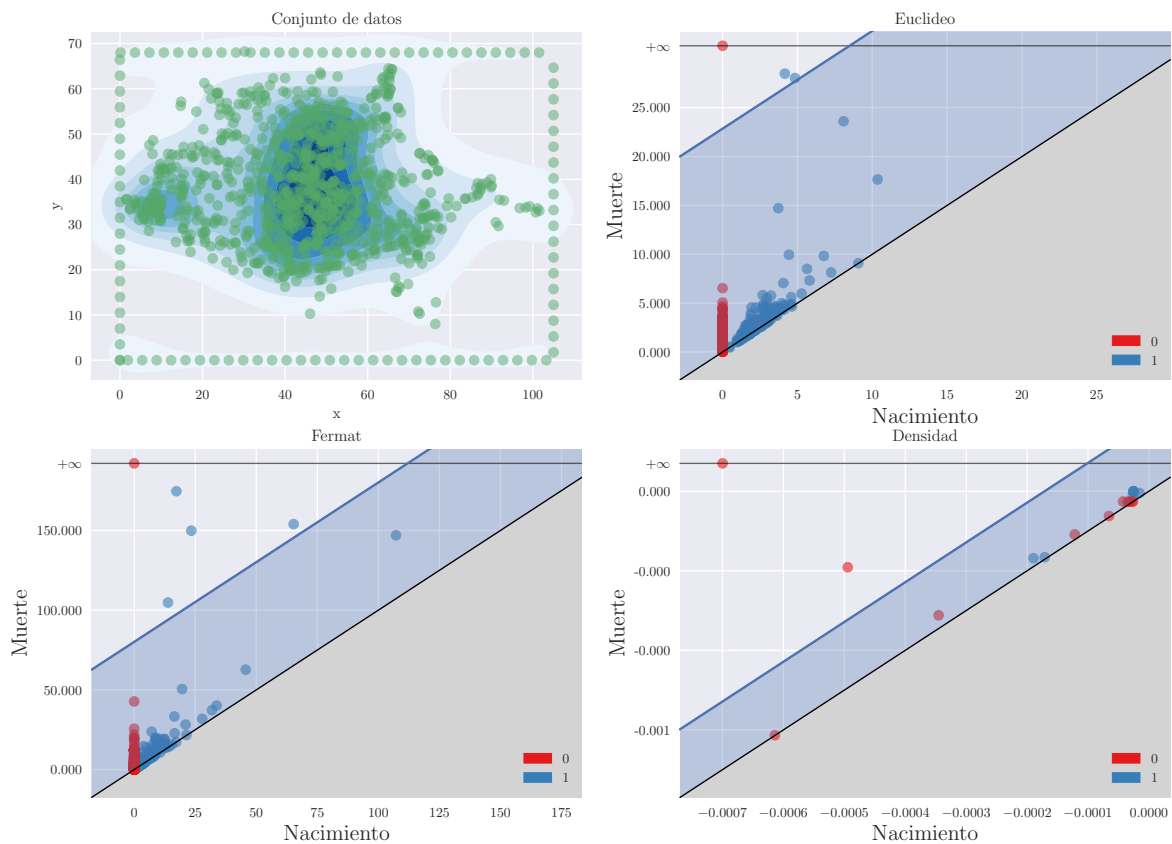 Conjunto de datos
70
60
50
40
30
20
10
0
y
0 20 40 60 80 100
x
Euclideo
+∞
25.000
20.000
15.000
10.000
5.000
0.000
Muerte
0 5 10 15 20 25
Nacimiento
0
1
Fermat
+∞
150.000
100.000
50.000
0.000
Muerte
0 25 50 75 100 125 150 175
Nacimiento
0
1
Densidad
+∞
0.000
-0.000
-0.000
-0.001
Muerte
−0.0007 −0.0006 −0.0005 −0.0004 −0.0003 −0.0002 −0.0001 0.0000
Nacimiento
0
1